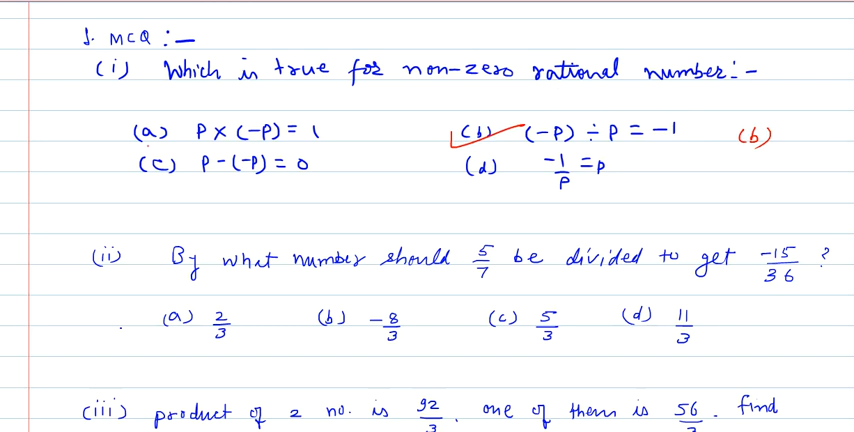 1. MCQ :—
(i) Which is true for non-zero rational number:-
(a) P × (-P) = 1 (b) (-P) ÷ P = -1 (b)
(c) P - (-P) = 0 (d) -1/P = P
(ii) By what number should 5/7 be divided to get -15/36 ?
(a) 2/3 (b) -8/3 (c) 5/3 (d) 11/3
(iii) product of 2 no. is 92/3 . one of them is 56 . find